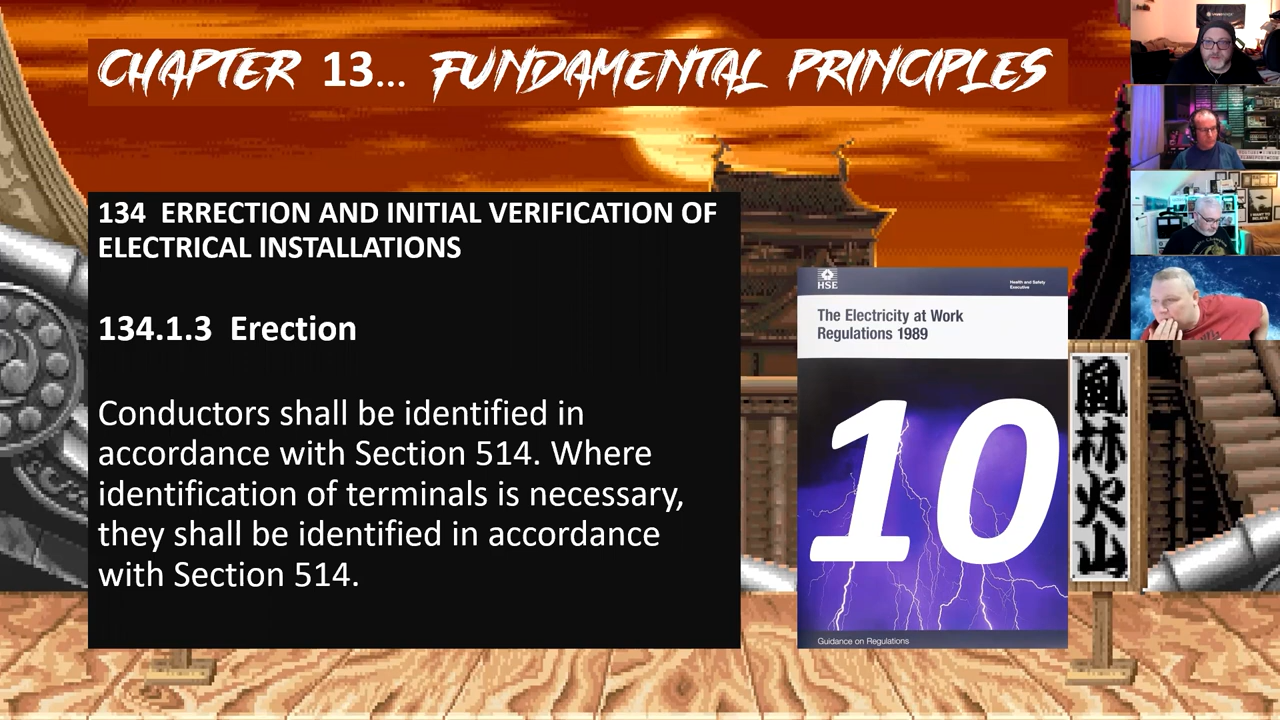 CHAPTER 13... FUNDAMENTAL PRINCIPLES
134 ERRECTION AND INITIAL VERIFICATION OF
ELECTRICAL INSTALLATIONS
134.1.3 Erection
Conductors shall be identified in
accordance with Section 514. Where
identification of terminals is necessary,
they shall be identified in accordance
with Section 514.
HSE
Health and Safety
Executive
The Electricity at Work
Regulations 1989
10
Guidance on Regulations
風林火山
I WANT TO
BELIEVE